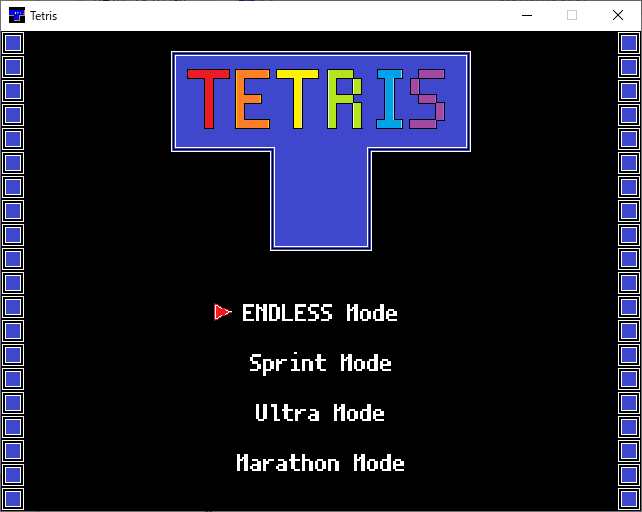 Tetris
TETRIS
ENDLESS Mode
Sprint Mode
Ultra Mode
Marathon Mode